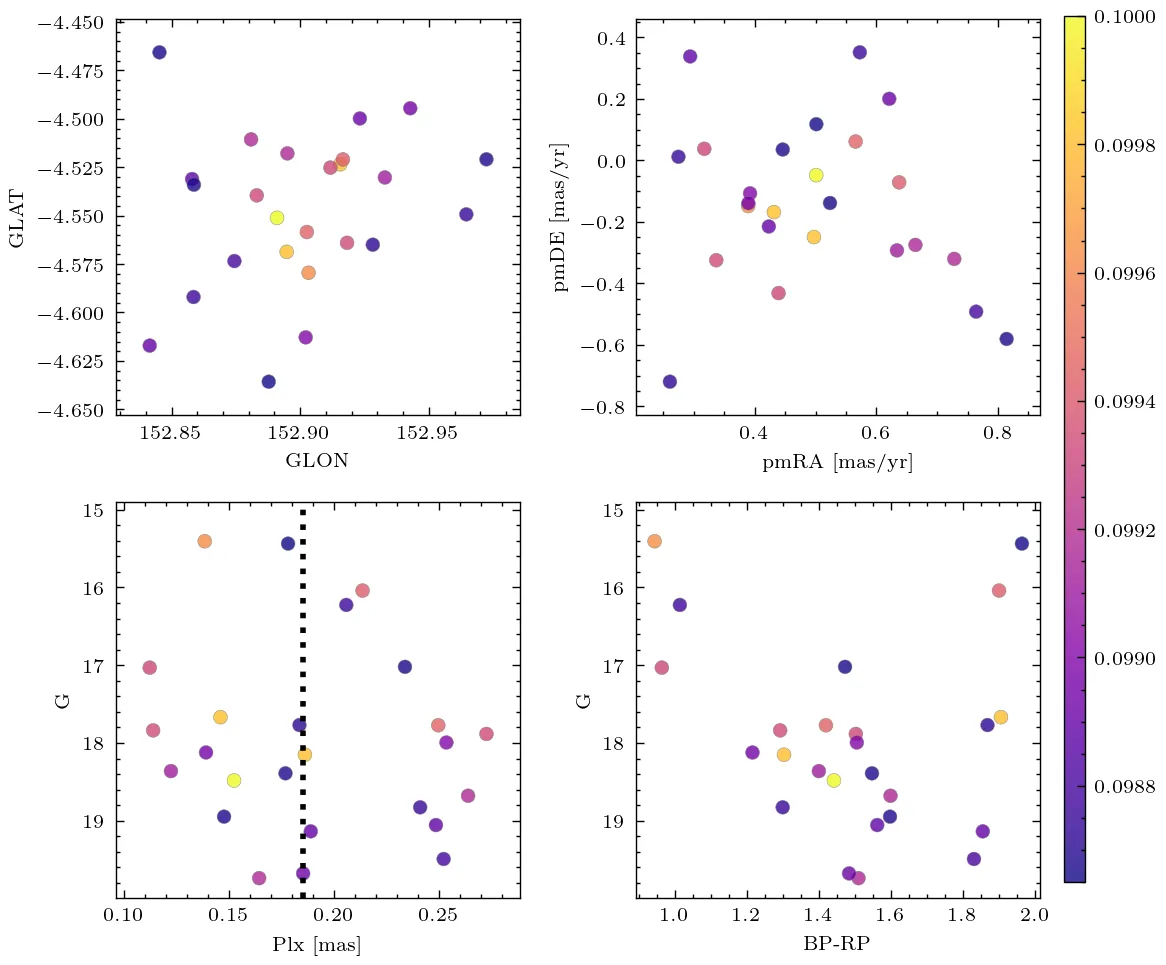 −4.450
−4.475
−4.500
−4.525
−4.550
−4.575
−4.600
−4.625
−4.650
GLAT
152.85 152.90 152.95
GLON
0.4
0.2
0.0
−0.2
−0.4
−0.6
−0.8
pmDE [mas/yr]
0.4 0.6 0.8
pmRA [mas/yr]
15
16
17
18
19
G
0.10 0.15 0.20 0.25
Plx [mas]
15
16
17
18
19
G
1.0 1.2 1.4 1.6 1.8 2.0
BP-RP
0.1000
0.0998
0.0996
0.0994
0.0992
0.0990
0.0988